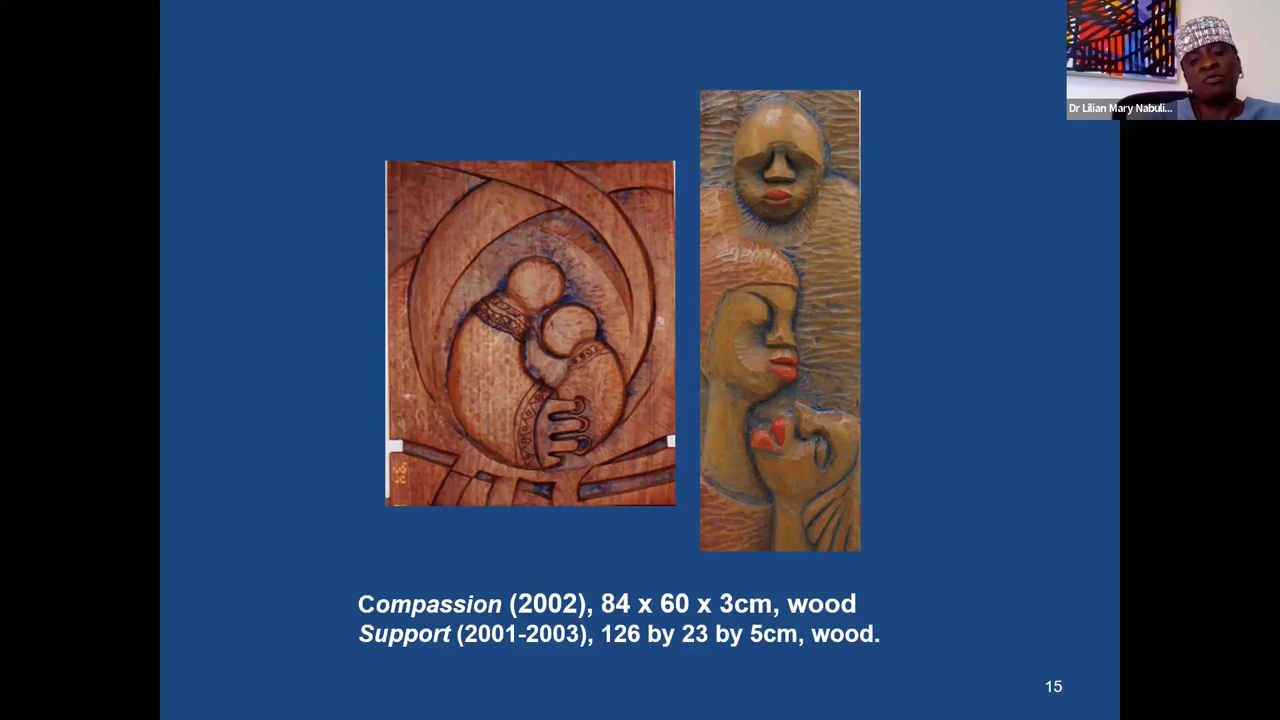 Dr Lilian Mary Nabuli...
Compassion (2002), 84 x 60 x 3cm, wood
Support (2001-2003), 126 by 23 by 5cm, wood.
15